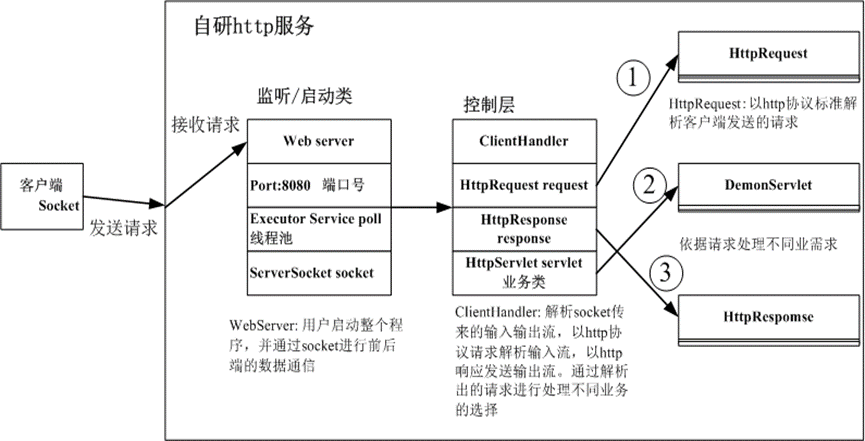 自研http服务
监听/启动类
接收请求
Web server
Port:8080 端口号
Executor Service poll
线程池
ServerSocket socket
WebServer: 用户启动整个程
序，并通过socket进行前后
端的数据通信
客户端
Socket
发送请求
控制层
ClientHandler
HttpRequest request
HttpResponse
response
HttpServlet servlet
业务类
ClientHandler: 解析socket传
来的输入输出流，以http协
议请求解析输入流，以http
响应发送输出流。通过解析
出的请求进行处理不同业务
的选择
1
HttpRequest
HttpRequest: 以http协议标准解
析客户端发送的请求
2
DemonServlet
依据请求处理不同业需求
3
HttpRespomse